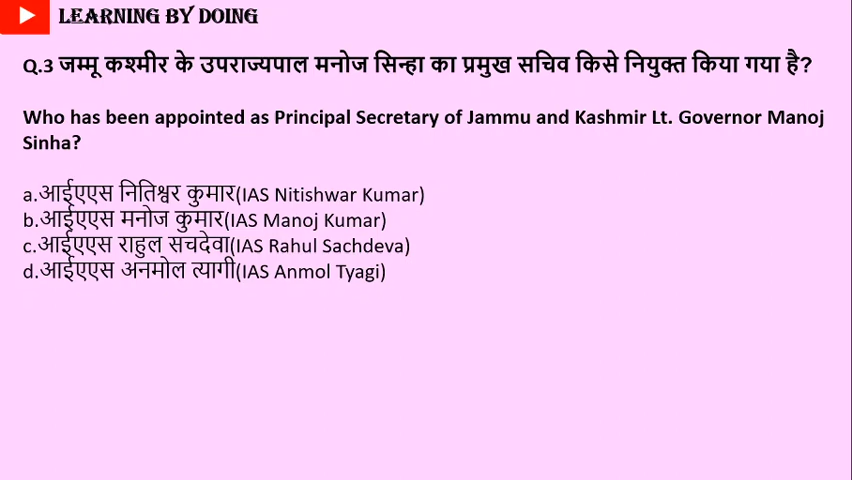 LEARNING BY DOING
Q.3 जम्मू कश्मीर के उपराज्यपाल मनोज सिन्हा का प्रमुख सचिव किसे नियुक्त किया गया है?
Who has been appointed as Principal Secretary of Jammu and Kashmir Lt. Governor Manoj
Sinha?
a.आईएएस नितिश्वर कुमार(IAS Nitishwar Kumar)
b.आईएएस मनोज कुमार(IAS Manoj Kumar)
c.आईएएस राहुल सचदेवा(IAS Rahul Sachdeva)
d.आईएएस अनमोल त्यागी(IAS Anmol Tyagi)